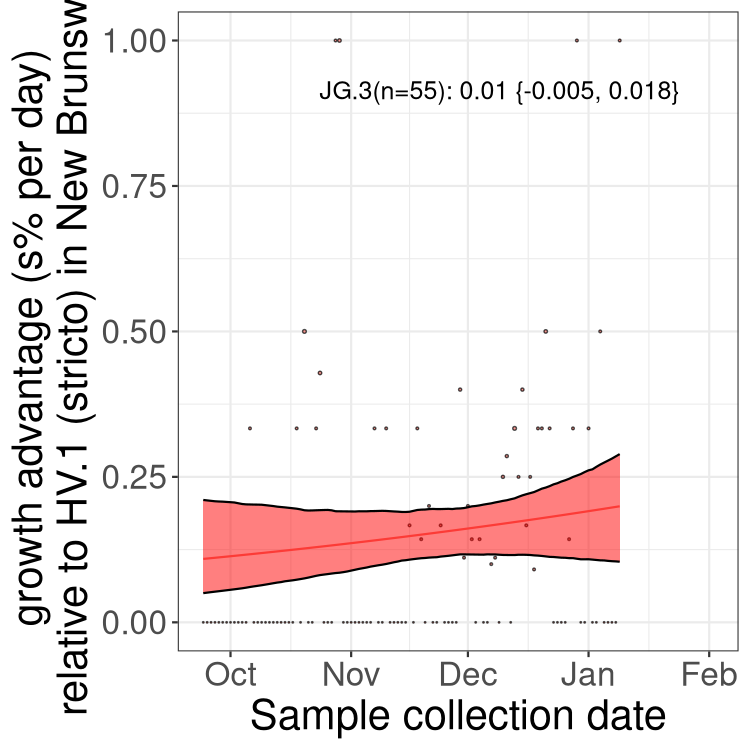 growth advantage (s% per day)
relative to HV.1 (stricto) in New Brunsw
1.00
0.75
0.50
0.25
0.00
JG.3(n=55): 0.01 {-0.005, 0.018}
Oct Nov Dec Jan Feb
Sample collection date